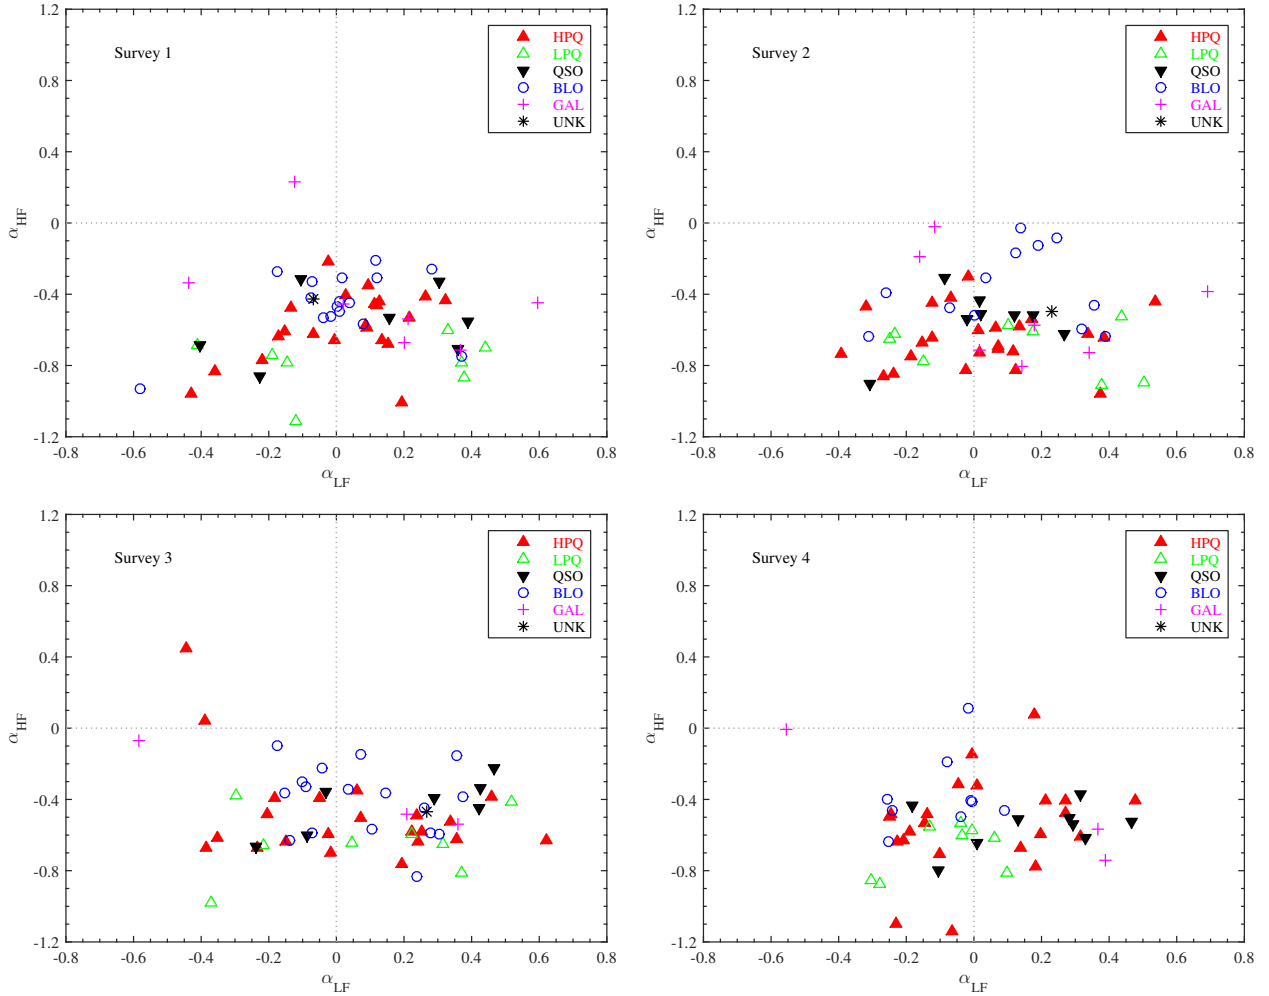 1.2
0.8
0.4
0
-0.4
-0.8
-1.2
α_HF
Survey 1
HPQ
LPQ
QSO
BLO
GAL
UNK
-0.8 -0.6 -0.4 -0.2 0 0.2 0.4 0.6 0.8
α_LF
1.2
0.8
0.4
0
-0.4
-0.8
-1.2
α_HF
Survey 2
HPQ
LPQ
QSO
BLO
GAL
UNK
-0.8 -0.6 -0.4 -0.2 0 0.2 0.4 0.6 0.8
α_LF
1.2
0.8
0.4
0
-0.4
-0.8
-1.2
α_HF
Survey 3
HPQ
LPQ
QSO
BLO
GAL
UNK
-0.8 -0.6 -0.4 -0.2 0 0.2 0.4 0.6 0.8
α_LF
1.2
0.8
0.4
0
-0.4
-0.8
-1.2
α_HF
Survey 4
HPQ
LPQ
QSO
BLO
GAL
UNK
-0.8 -0.6 -0.4 -0.2 0 0.2 0.4 0.6 0.8
α_LF